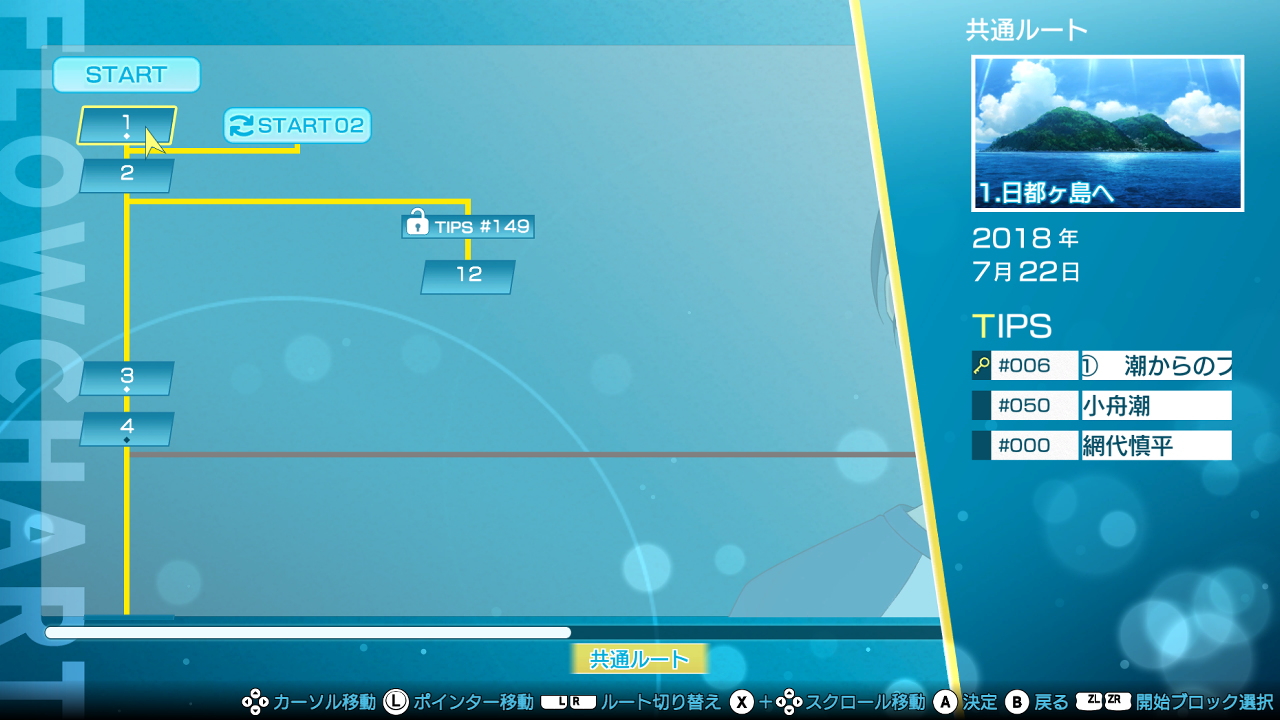 FLOWCHART
START
1
START 02
2
TIPS #149
12
3
4
共通ルート
1.日都ヶ島へ
2018年
7月22日
TIPS
#006 ① 潮からのフ
#050 小舟潮
#000 網代慎平
共通ルート
カーソル移動 L ポインター移動 L R ルート切り替え X + スクロール移動 A 決定 B 戻る ZL ZR 開始ブロック選択